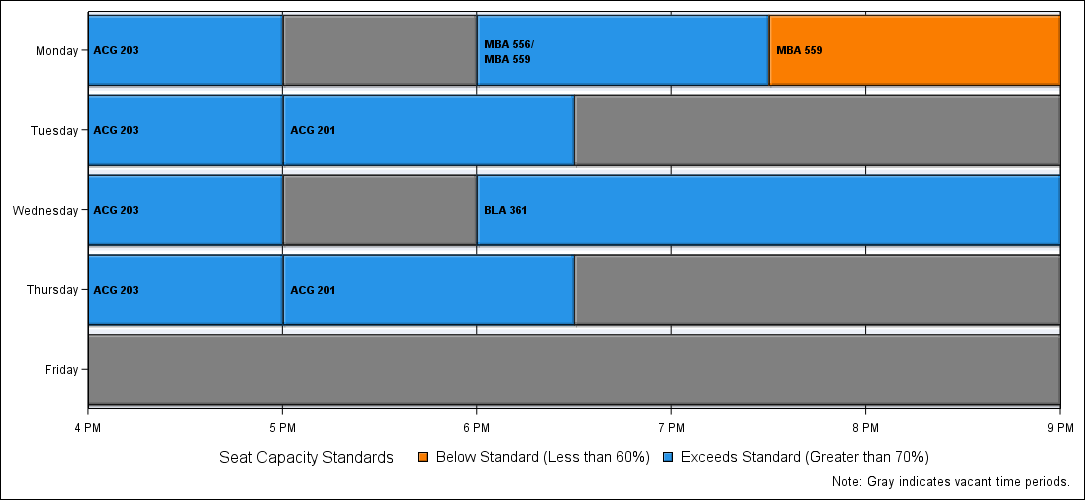 Monday
ACG 203
MBA 556/
MBA 559
MBA 559
Tuesday
ACG 203
ACG 201
Wednesday
ACG 203
BLA 361
Thursday
ACG 203
ACG 201
Friday
4 PM
5 PM
6 PM
7 PM
8 PM
9 PM
Seat Capacity Standards
Below Standard (Less than 60%)
Exceeds Standard (Greater than 70%)
Note: Gray indicates vacant time periods.